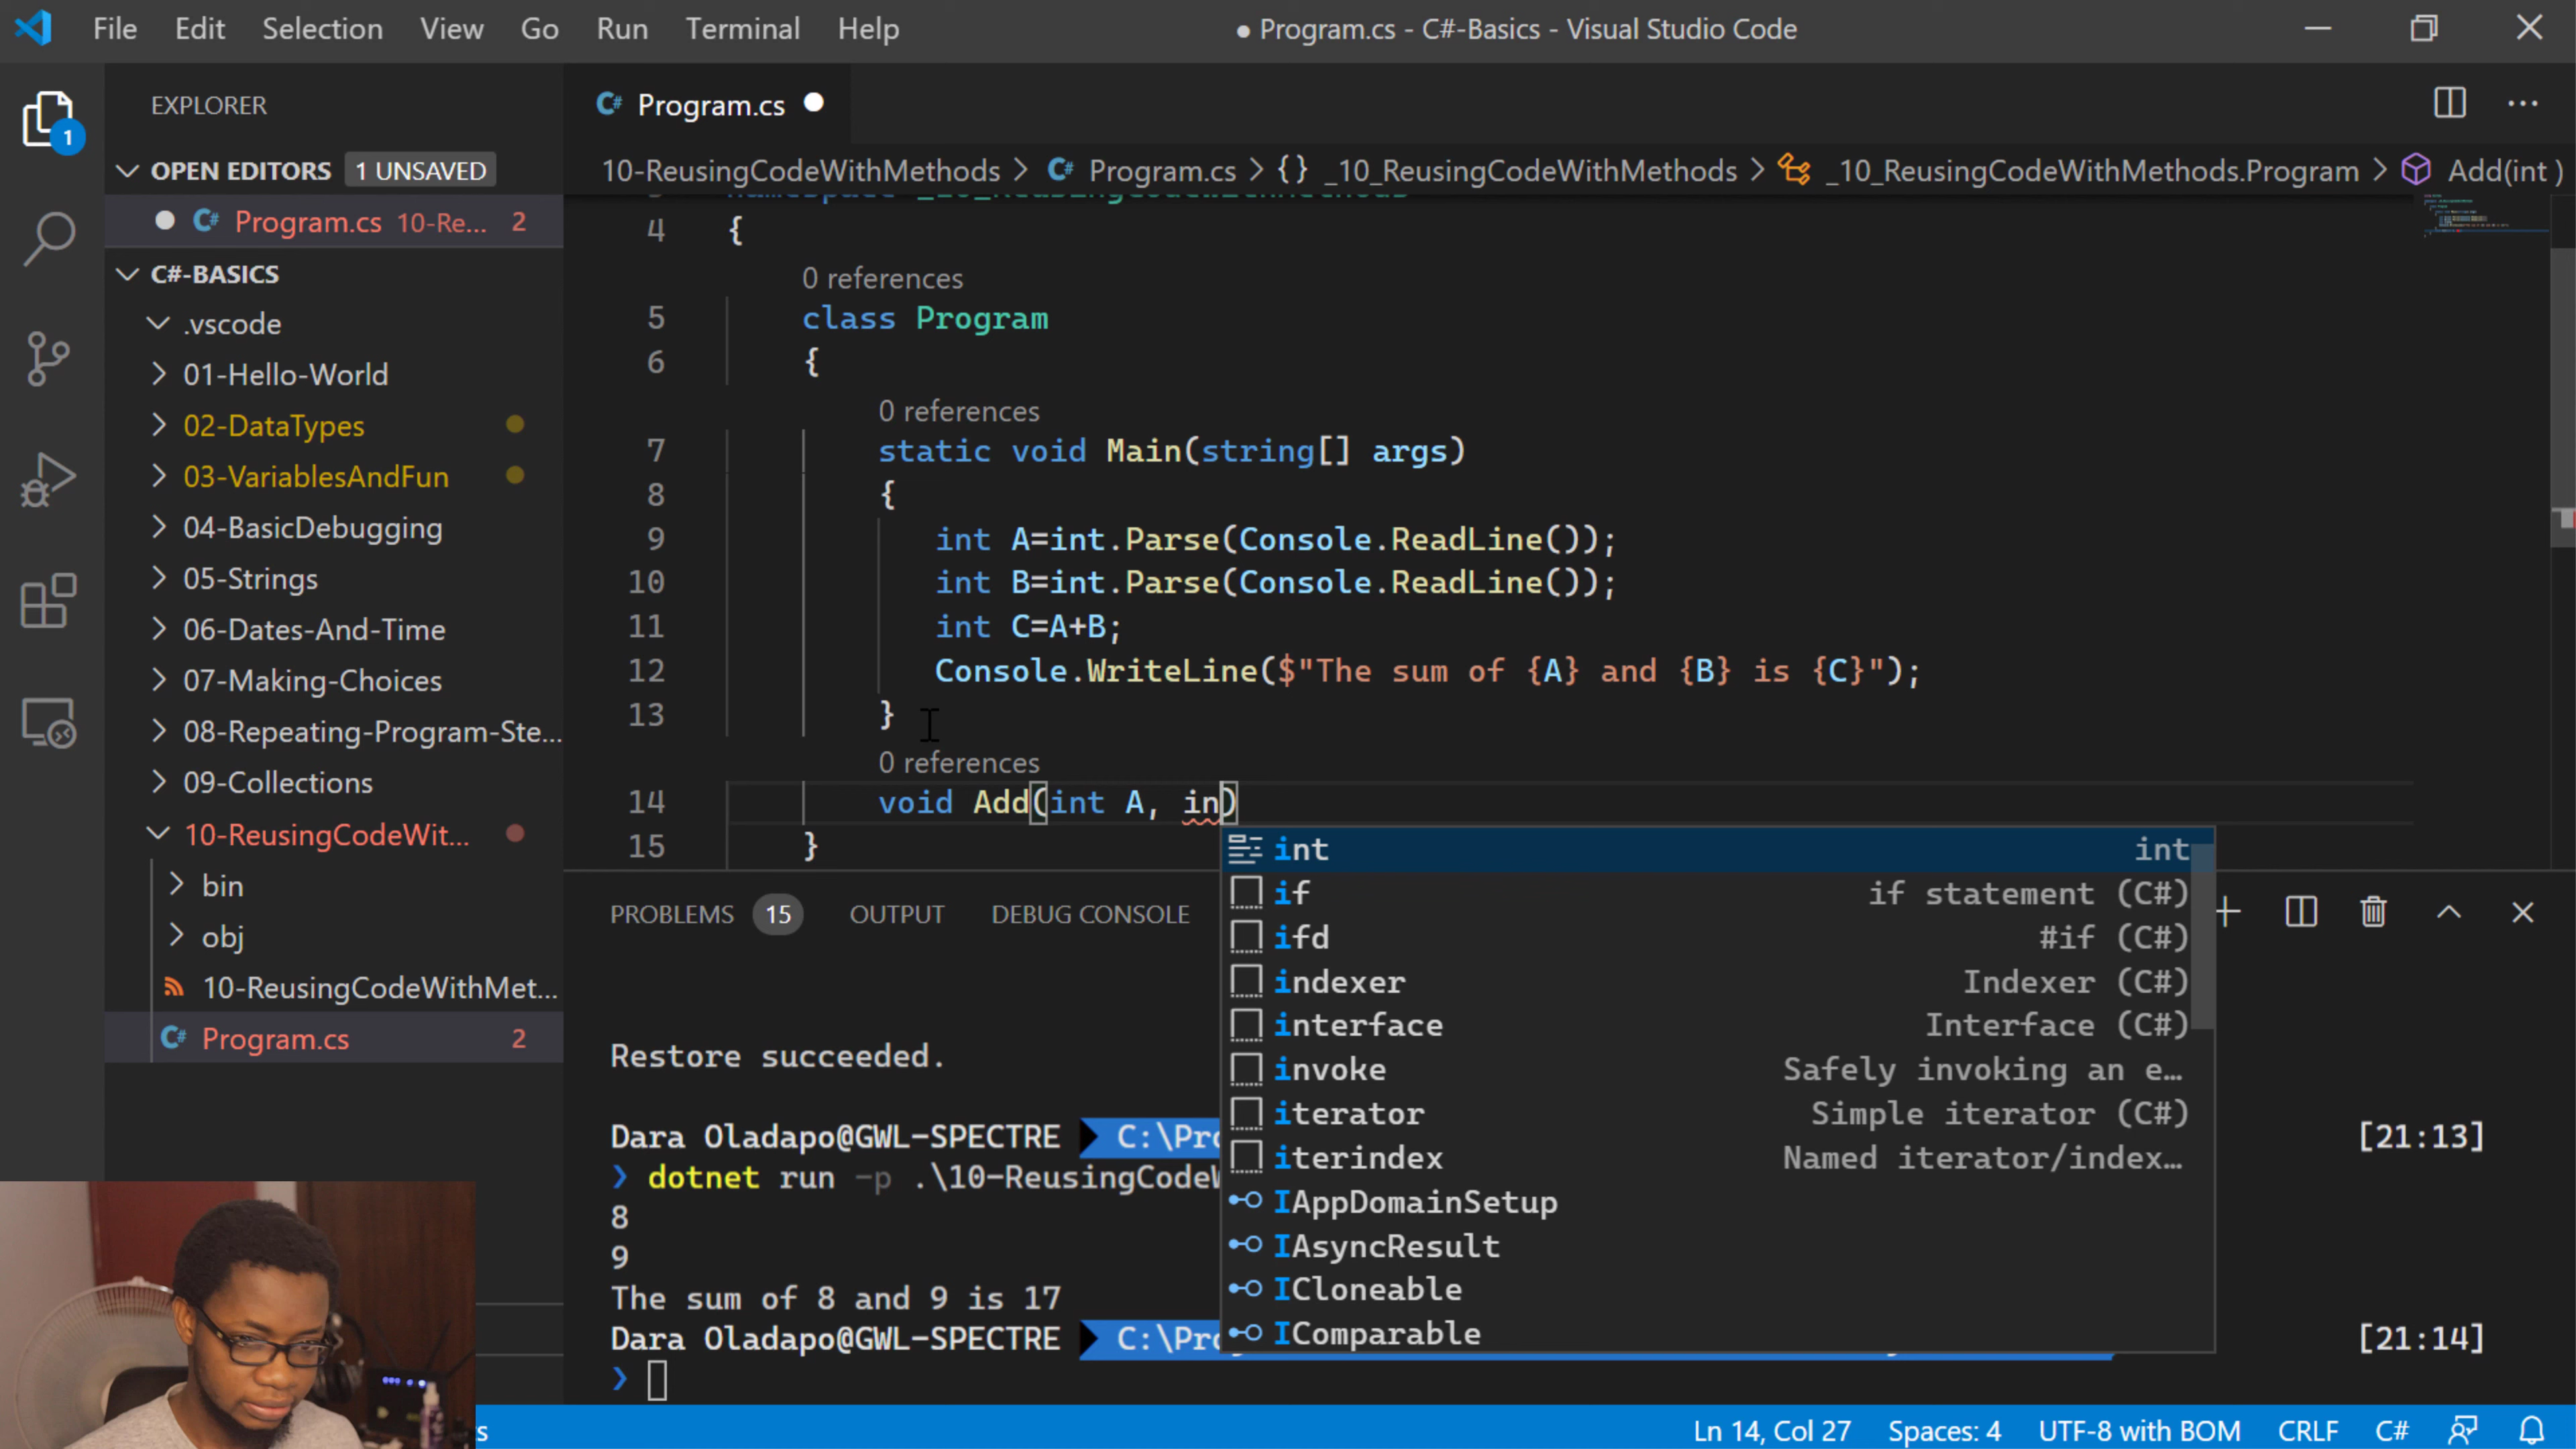 File Edit Selection View Go Run Terminal Help ● Program.cs - C#-Basics - Visual Studio Code
EXPLORER
OPEN EDITORS 1 UNSAVED
Program.cs 10-Re... 2
C#-BASICS
.vscode
01-Hello-World
02-DataTypes
03-VariablesAndFun
04-BasicDebugging
05-Strings
06-Dates-And-Time
07-Making-Choices
08-Repeating-Program-Ste...
09-Collections
10-ReusingCodeWit...
bin
obj
10-ReusingCodeWithMet...
Program.cs 2
1
Program.cs
10-ReusingCodeWithMethods > Program.cs > {} _10_ReusingCodeWithMethods > _10_ReusingCodeWithMethods.Program > Add(int )
3 namespace _10_ReusingCodeWithMethods
4 {
0 references
5 class Program
6 {
0 references
7 static void Main(string[] args)
8 {
9 int A=int.Parse(Console.ReadLine());
10 int B=int.Parse(Console.ReadLine());
11 int C=A+B;
12 Console.WriteLine($"The sum of {A} and {B} is {C}");
13 }
0 references
14 void Add(int A, in)
15 }
int int
if if statement (C#)
ifd #if (C#)
indexer Indexer (C#)
interface Interface (C#)
invoke Safely invoking an e...
iterator Simple iterator (C#)
iterindex Named iterator/index...
IAppDomainSetup
IAsyncResult
ICloneable
IComparable
PROBLEMS 15 OUTPUT DEBUG CONSOLE
Restore succeeded.
Dara Oladapo@GWL-SPECTRE C:\Pro [21:13]
❯ dotnet run -p .\10-ReusingCodeW
8
9
The sum of 8 and 9 is 17
Dara Oladapo@GWL-SPECTRE C:\Pro [21:14]
❯
Ln 14, Col 27 Spaces: 4 UTF-8 with BOM CRLF C#